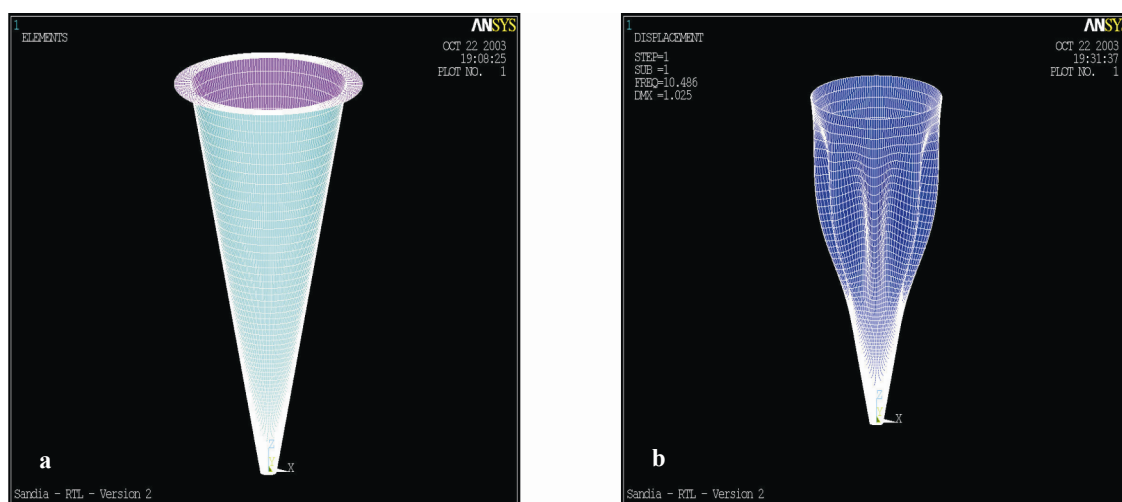 1
ANSYS
ELEMENTS
OCT 22 2003
19:08:25
PLOT NO. 1
Z
X
a
Sandia - RTL - Version 2
1
ANSYS
DISPLACEMENT
STEP=1
SUB =1
FREQ=10.486
DMX =1.025
OCT 22 2003
19:31:37
PLOT NO. 1
Z
X
b
Sandia - RTL - Version 2